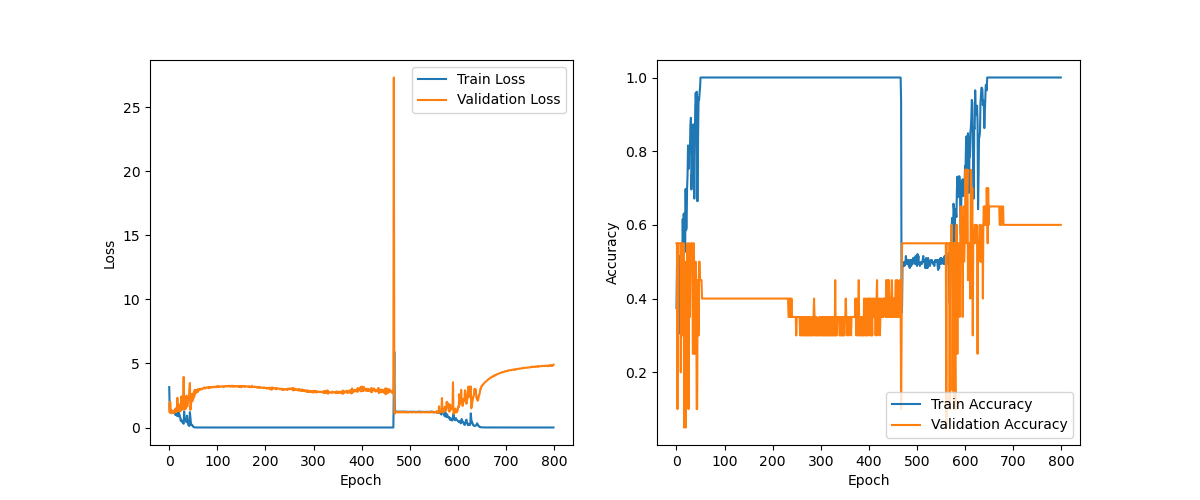 Train Loss
Validation Loss
25
20
15
10
5
0
Loss
0 100 200 300 400 500 600 700 800
Epoch
1.0
0.8
0.6
0.4
0.2
Accuracy
Train Accuracy
Validation Accuracy
0 100 200 300 400 500 600 700 800
Epoch